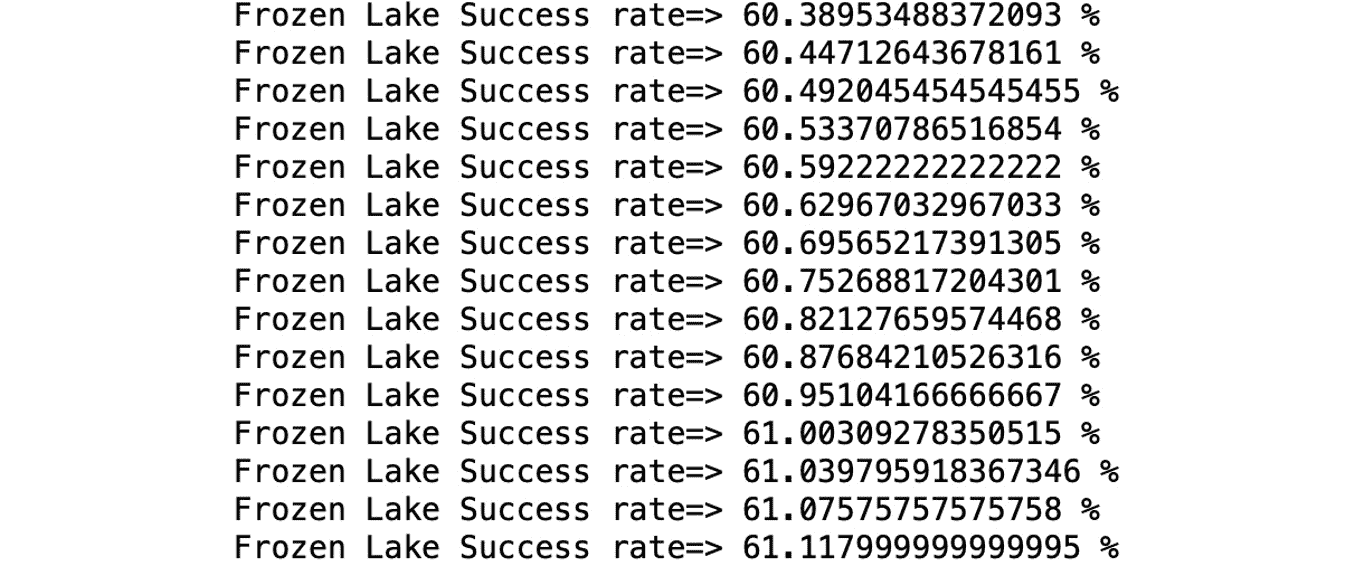 Frozen Lake Success rate=> 60.38953488372093 %
Frozen Lake Success rate=> 60.44712643678161 %
Frozen Lake Success rate=> 60.492045454545455 %
Frozen Lake Success rate=> 60.53370786516854 %
Frozen Lake Success rate=> 60.59222222222222 %
Frozen Lake Success rate=> 60.62967032967033 %
Frozen Lake Success rate=> 60.69565217391305 %
Frozen Lake Success rate=> 60.75268817204301 %
Frozen Lake Success rate=> 60.82127659574468 %
Frozen Lake Success rate=> 60.87684210526316 %
Frozen Lake Success rate=> 60.95104166666667 %
Frozen Lake Success rate=> 61.00309278350515 %
Frozen Lake Success rate=> 61.039795918367346 %
Frozen Lake Success rate=> 61.07575757575758 %
Frozen Lake Success rate=> 61.117999999999995 %